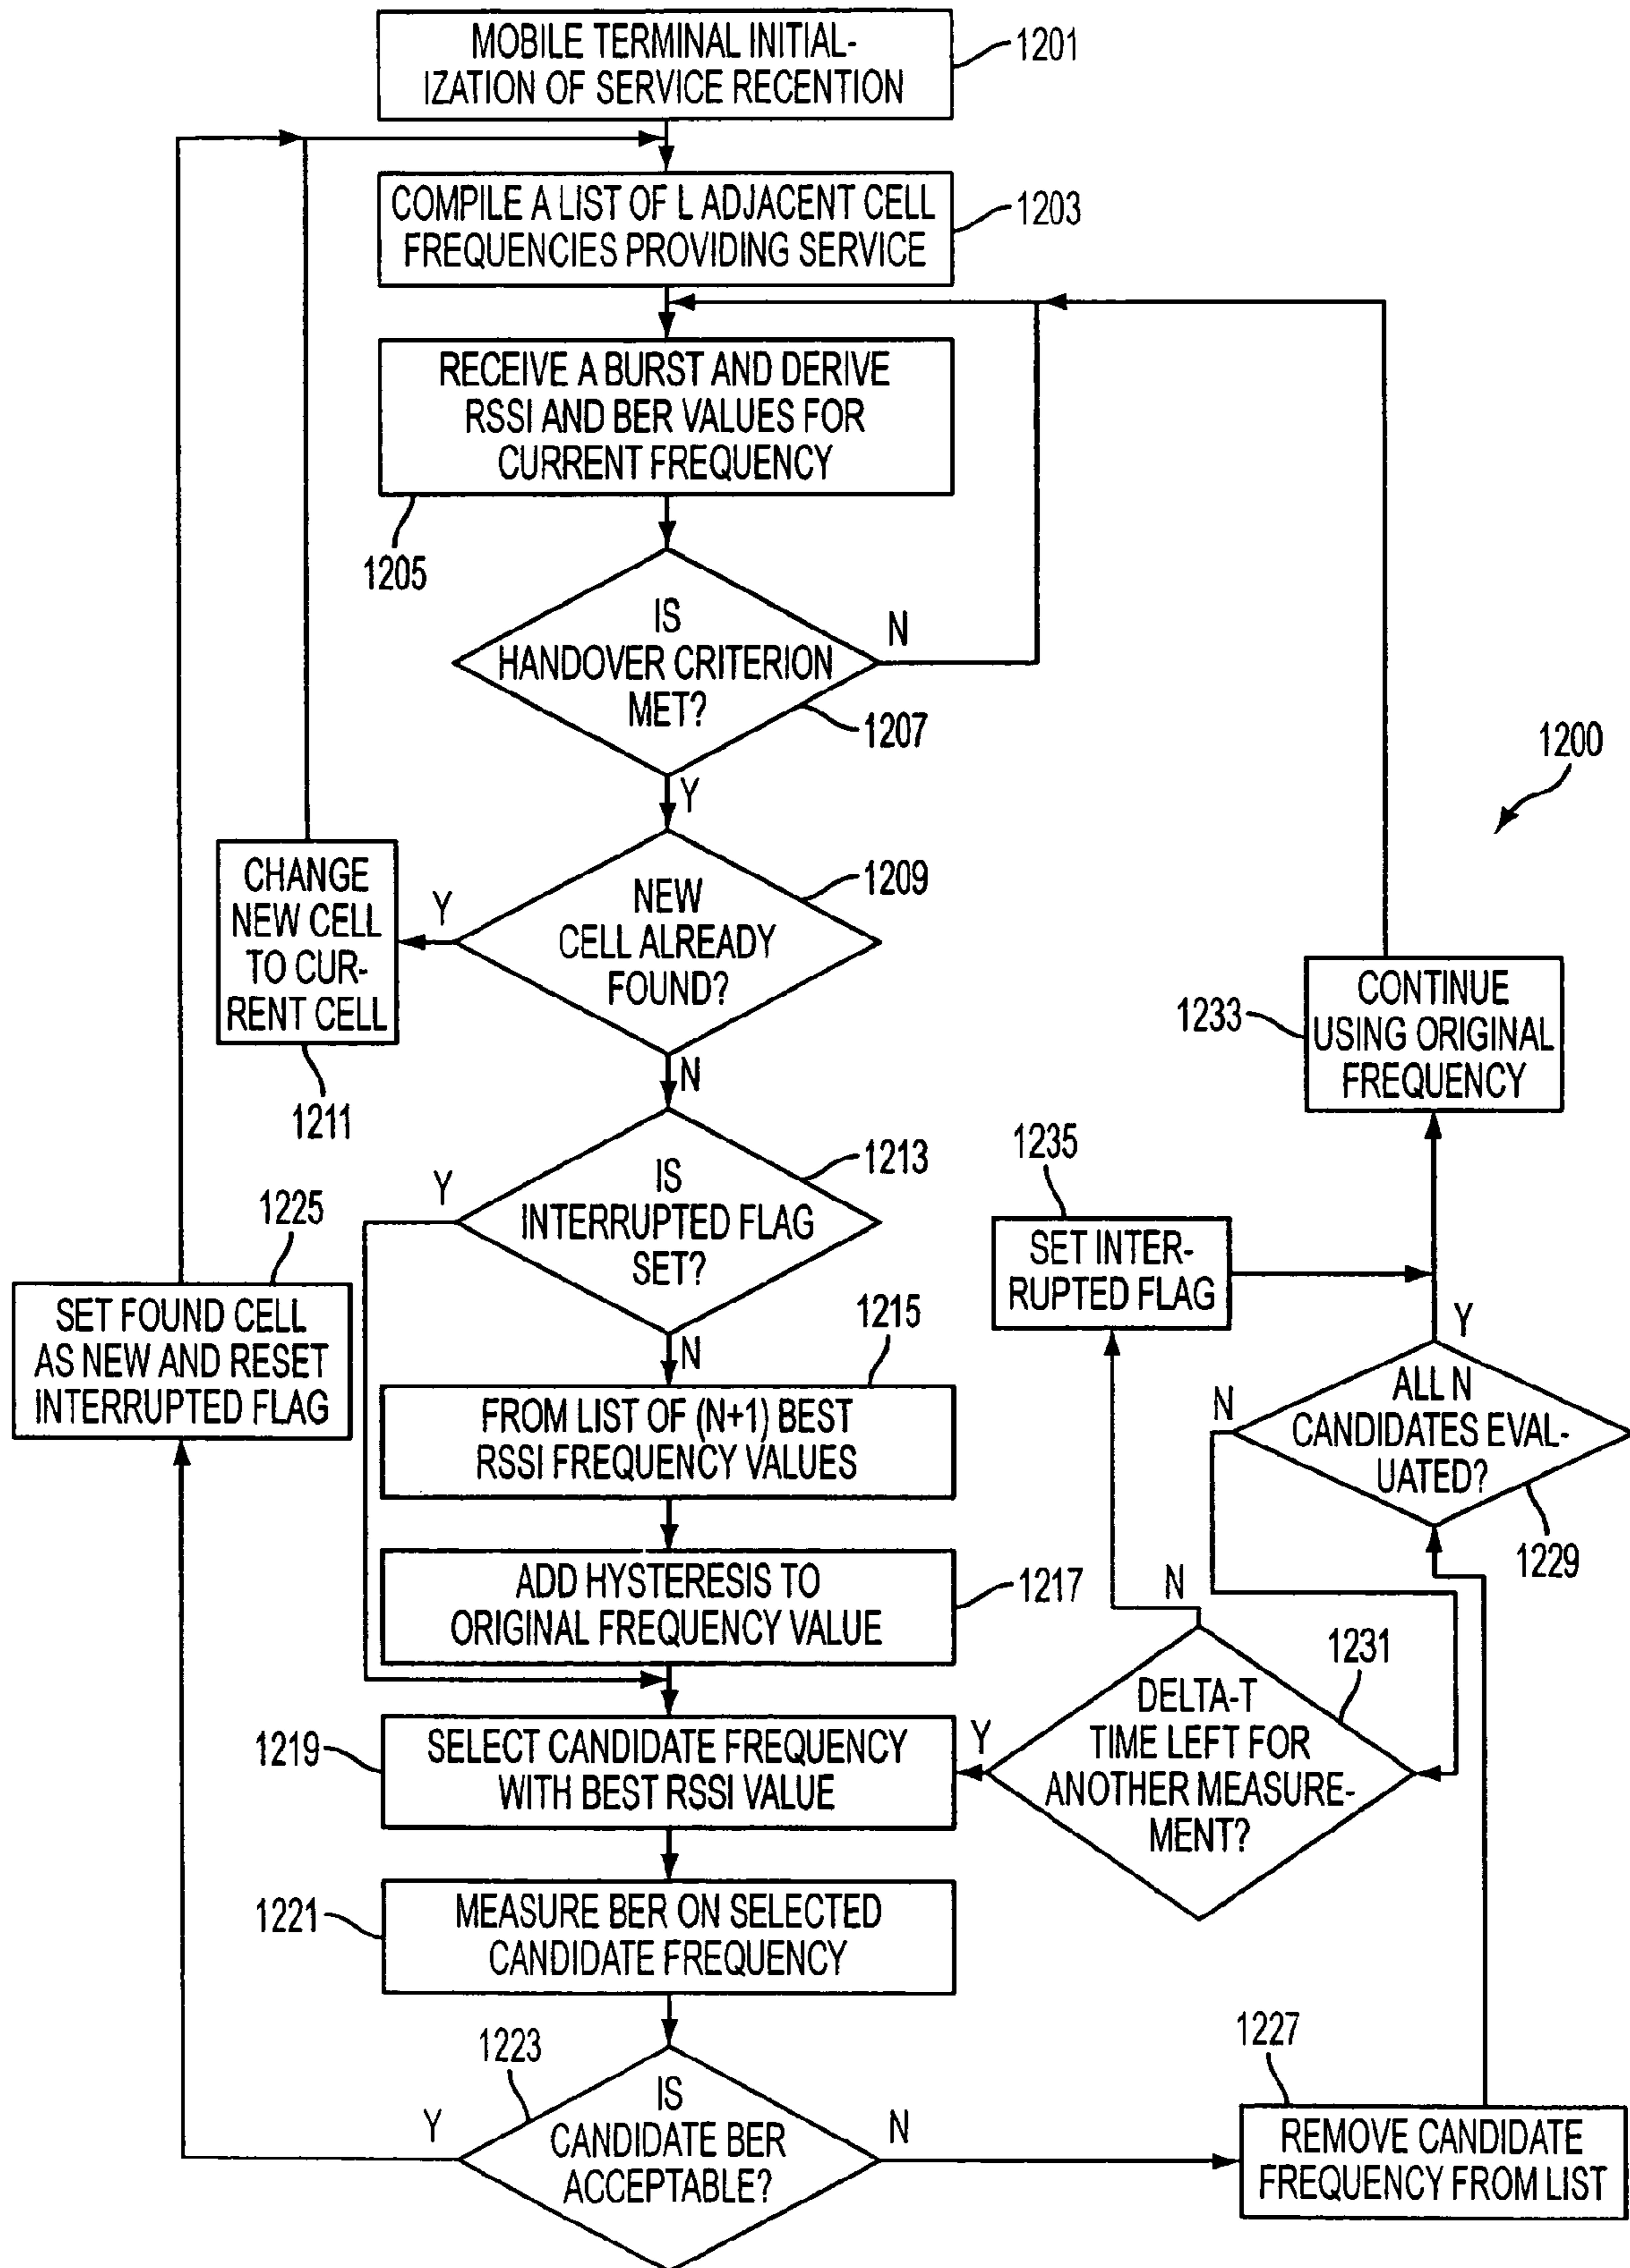 MOBILE TERMINAL INITIAL-
IZATION OF SERVICE RECENTION
1201
COMPILE A LIST OF L ADJACENT CELL
FREQUENCIES PROVIDING SERVICE
1203
RECEIVE A BURST AND DERIVE
RSSI AND BER VALUES FOR
CURRENT FREQUENCY
1205
IS
HANDOVER CRITERION
MET?
N
1207
Y
1200
NEW
CELL ALREADY
FOUND?
1209
Y
N
CHANGE
NEW CELL
TO CUR-
RENT CELL
1211
CONTINUE
USING ORIGINAL
FREQUENCY
1233
IS
INTERRUPTED FLAG
SET?
1213
Y
N
1235
SET INTER-
RUPTED FLAG
1225
SET FOUND CELL
AS NEW AND RESET
INTERRUPTED FLAG
1215
FROM LIST OF (N+1) BEST
RSSI FREQUENCY VALUES
Y
N
ALL N
CANDIDATES EVAL-
UATED?
1229
ADD HYSTERESIS TO
ORIGINAL FREQUENCY VALUE
1217
N
1231
DELTA-T
TIME LEFT FOR
ANOTHER MEASURE-
MENT?
Y
1219
SELECT CANDIDATE FREQUENCY
WITH BEST RSSI VALUE
1221
MEASURE BER ON SELECTED
CANDIDATE FREQUENCY
1223
IS
CANDIDATE BER
ACCEPTABLE?
Y
N
1227
REMOVE CANDIDATE
FREQUENCY FROM LIST